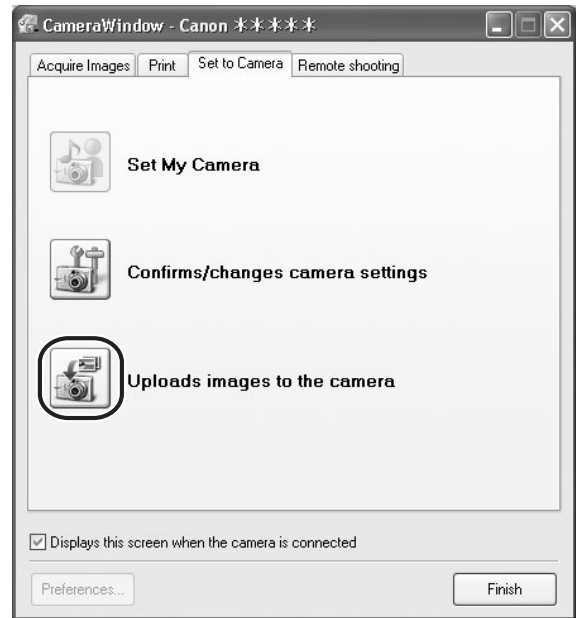 CameraWindow - Canon *****
Acquire Images Print Set to Camera Remote shooting
Set My Camera
Confirms/changes camera settings
Uploads images to the camera
Displays this screen when the camera is connected
Preferences... Finish